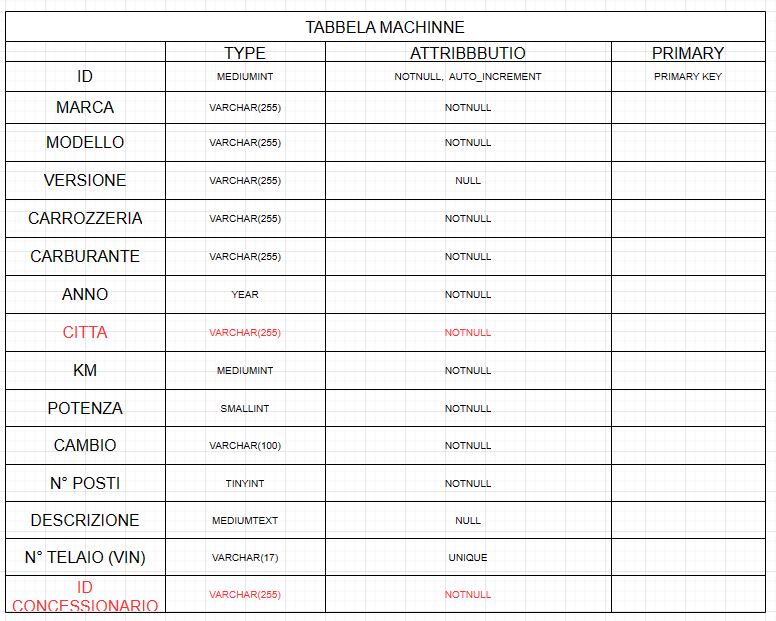 TABBELA MACHINNE
TYPE ATTRIBBBUTIO PRIMARY
ID MEDIUMINT NOTNULL, AUTO_INCREMENT PRIMARY KEY
MARCA VARCHAR(255) NOTNULL
MODELLO VARCHAR(255) NOTNULL
VERSIONE VARCHAR(255) NULL
CARROZZERIA VARCHAR(255) NOTNULL
CARBURANTE VARCHAR(255) NOTNULL
ANNO YEAR NOTNULL
CITTA VARCHAR(255) NOTNULL
KM MEDIUMINT NOTNULL
POTENZA SMALLINT NOTNULL
CAMBIO VARCHAR(100) NOTNULL
N° POSTI TINYINT NOTNULL
DESCRIZIONE MEDIUMTEXT NULL
N° TELAIO (VIN) VARCHAR(17) UNIQUE
ID
CONCESSIONARIO VARCHAR(255) NOTNULL